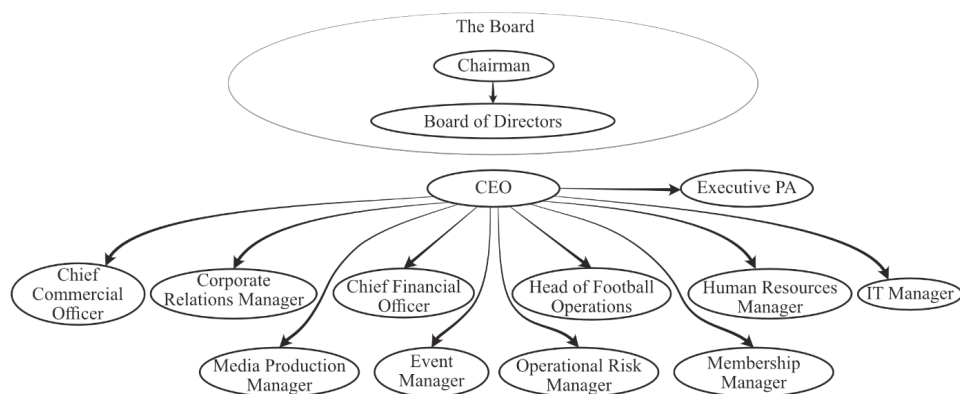 The Board
Chairman
Board of Directors
CEO
Executive PA
Chief
Commercial
Officer
Corporate
Relations Manager
Chief Financial
Officer
Head of Football
Operations
Human Resources
Manager
IT Manager
Media Production
Manager
Event
Manager
Operational Risk
Manager
Membership
Manager